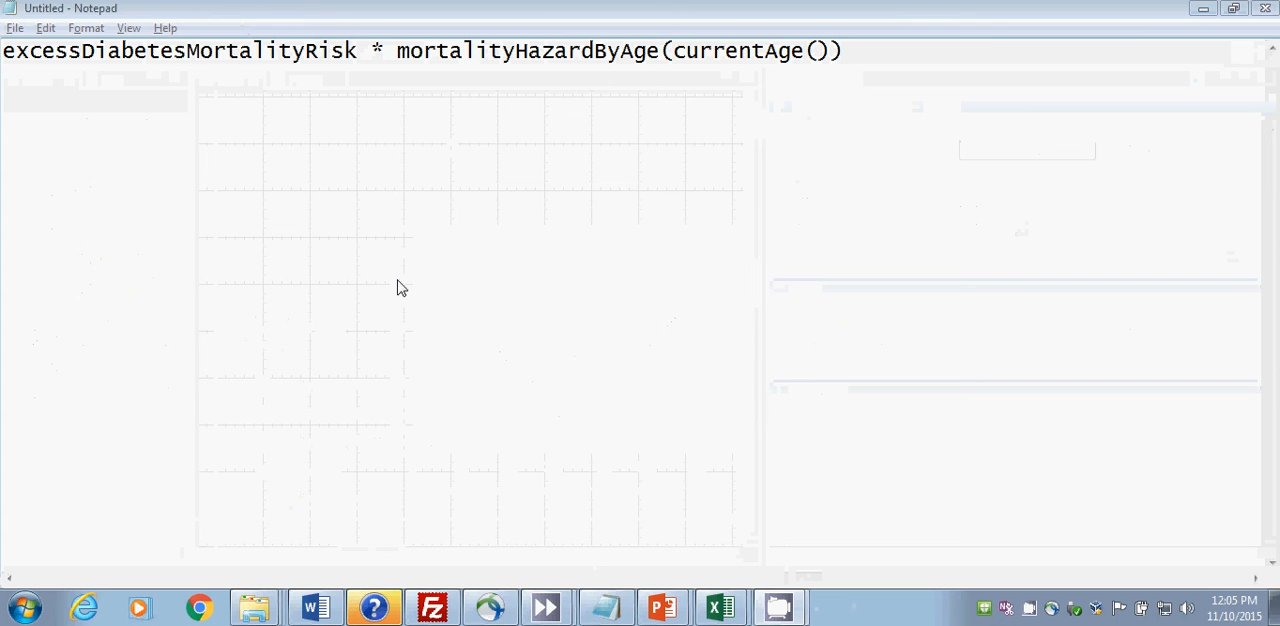 Untitled - Notepad
File Edit Format View Help
excessDiabetesMortalityRisk * mortalityHazardByAge(currentAge())
12:05 PM
11/10/2015